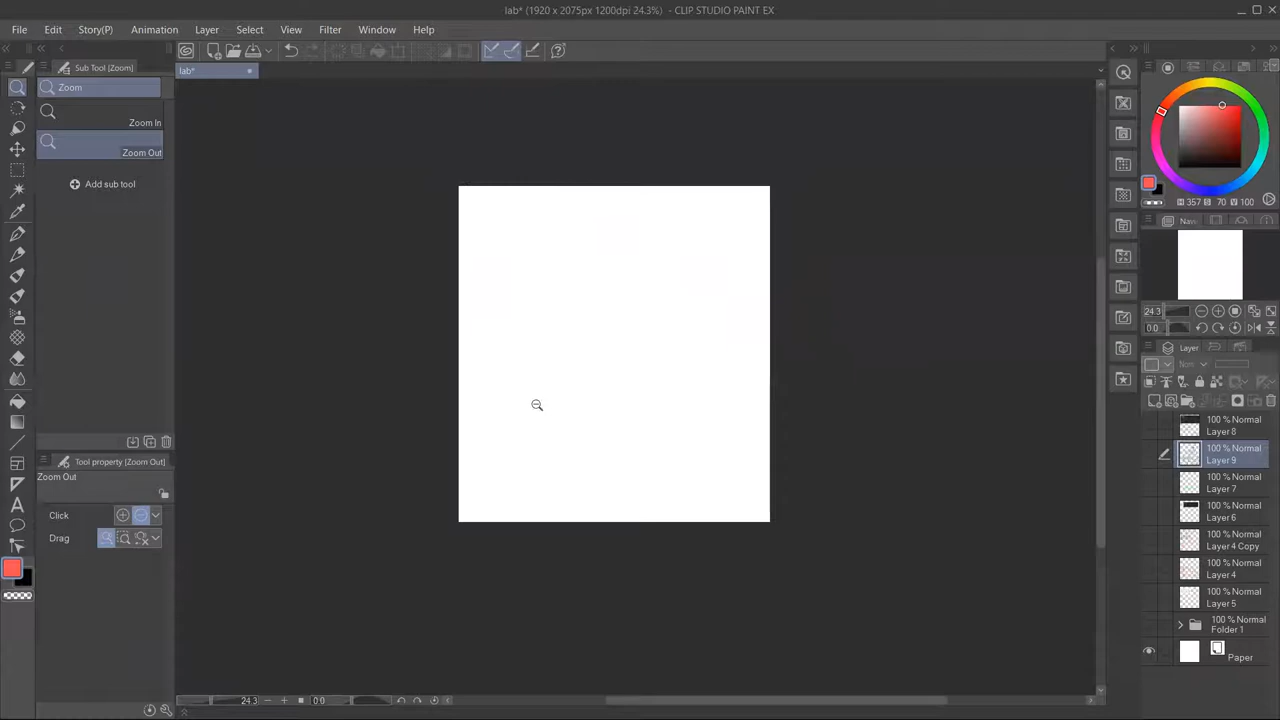 lab* (1920 x 2075px 1200dpi 24.3%) - CLIP STUDIO PAINT EX
File Edit Story(P) Animation Layer Select View Filter Window Help
Sub Tool [Zoom]
lab*
Zoom
Zoom In
Zoom Out
Add sub tool
Tool property [Zoom Out]
Zoom Out
Click
Drag
24.3 0.0
H 357 S 70 V 100
24.3
0.0
Layer
100 % Normal
Layer 8
100 % Normal
Layer 9
100 % Normal
Layer 7
100 % Normal
Layer 6
100 % Normal
Layer 4 Copy
100 % Normal
Layer 4
100 % Normal
Layer 5
100 % Normal
Folder 1
Paper